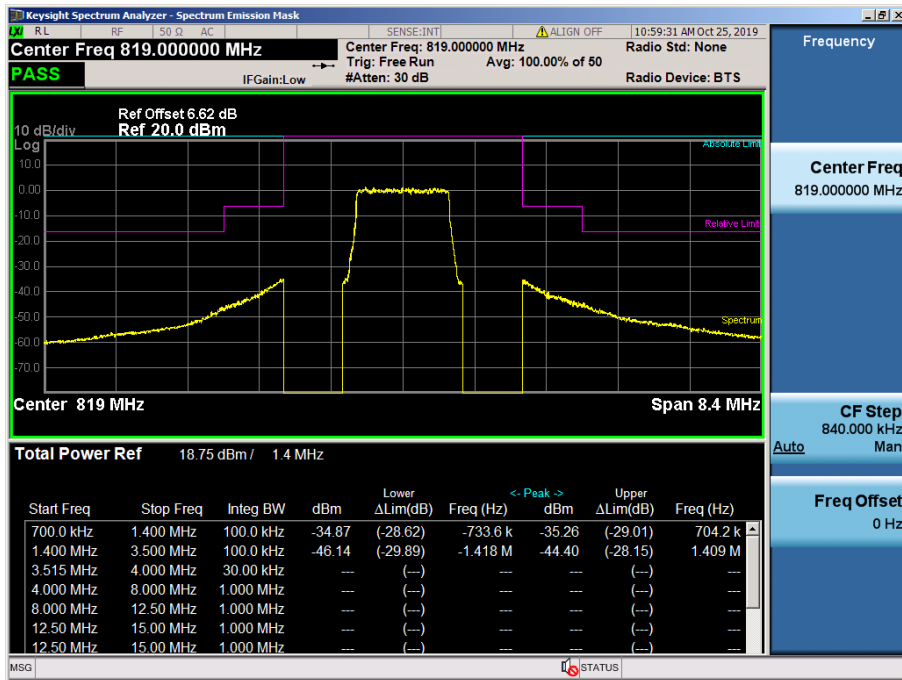 Keysight Spectrum Analyzer - Spectrum Emission Mask
LXI RL RF 50 Ω AC SENSE:INT ALIGN OFF 10:59:31 AM Oct 25, 2019
Center Freq 819.000000 MHz Center Freq: 819.000000 MHz Radio Std: None
Trig: Free Run Avg: 100.00% of 50
PASS IFGain:Low #Atten: 30 dB Radio Device: BTS
Ref Offset 6.62 dB
10 dB/div Ref 20.0 dBm
Log
Absolute Limit
10.0
0.00
-10.0
Relative Limit
-20.0
-30.0
-40.0
-50.0
Spectrum
-60.0
-70.0
Center 819 MHz Span 8.4 MHz
Total Power Ref 18.75 dBm / 1.4 MHz
Lower <- Peak -> Upper
Start Freq Stop Freq Integ BW dBm ΔLim(dB) Freq (Hz) dBm ΔLim(dB) Freq (Hz)
700.0 kHz 1.400 MHz 100.0 kHz -34.87 (-28.62) -733.6 k -35.26 (-29.01) 704.2 k
1.400 MHz 3.500 MHz 100.0 kHz -46.14 (-29.89) -1.418 M -44.40 (-28.15) 1.409 M
3.515 MHz 4.000 MHz 30.00 kHz --- (---) --- --- (---) ---
4.000 MHz 8.000 MHz 1.000 MHz --- (---) --- --- (---) ---
8.000 MHz 12.50 MHz 1.000 MHz --- (---) --- --- (---) ---
12.50 MHz 15.00 MHz 1.000 MHz --- (---) --- --- (---) ---
12.50 MHz 15.00 MHz 1.000 MHz --- (---) --- --- (---) ---
MSG STATUS
Frequency
Center Freq
819.000000 MHz
CF Step
840.000 kHz
Auto Man
Freq Offset
0 Hz